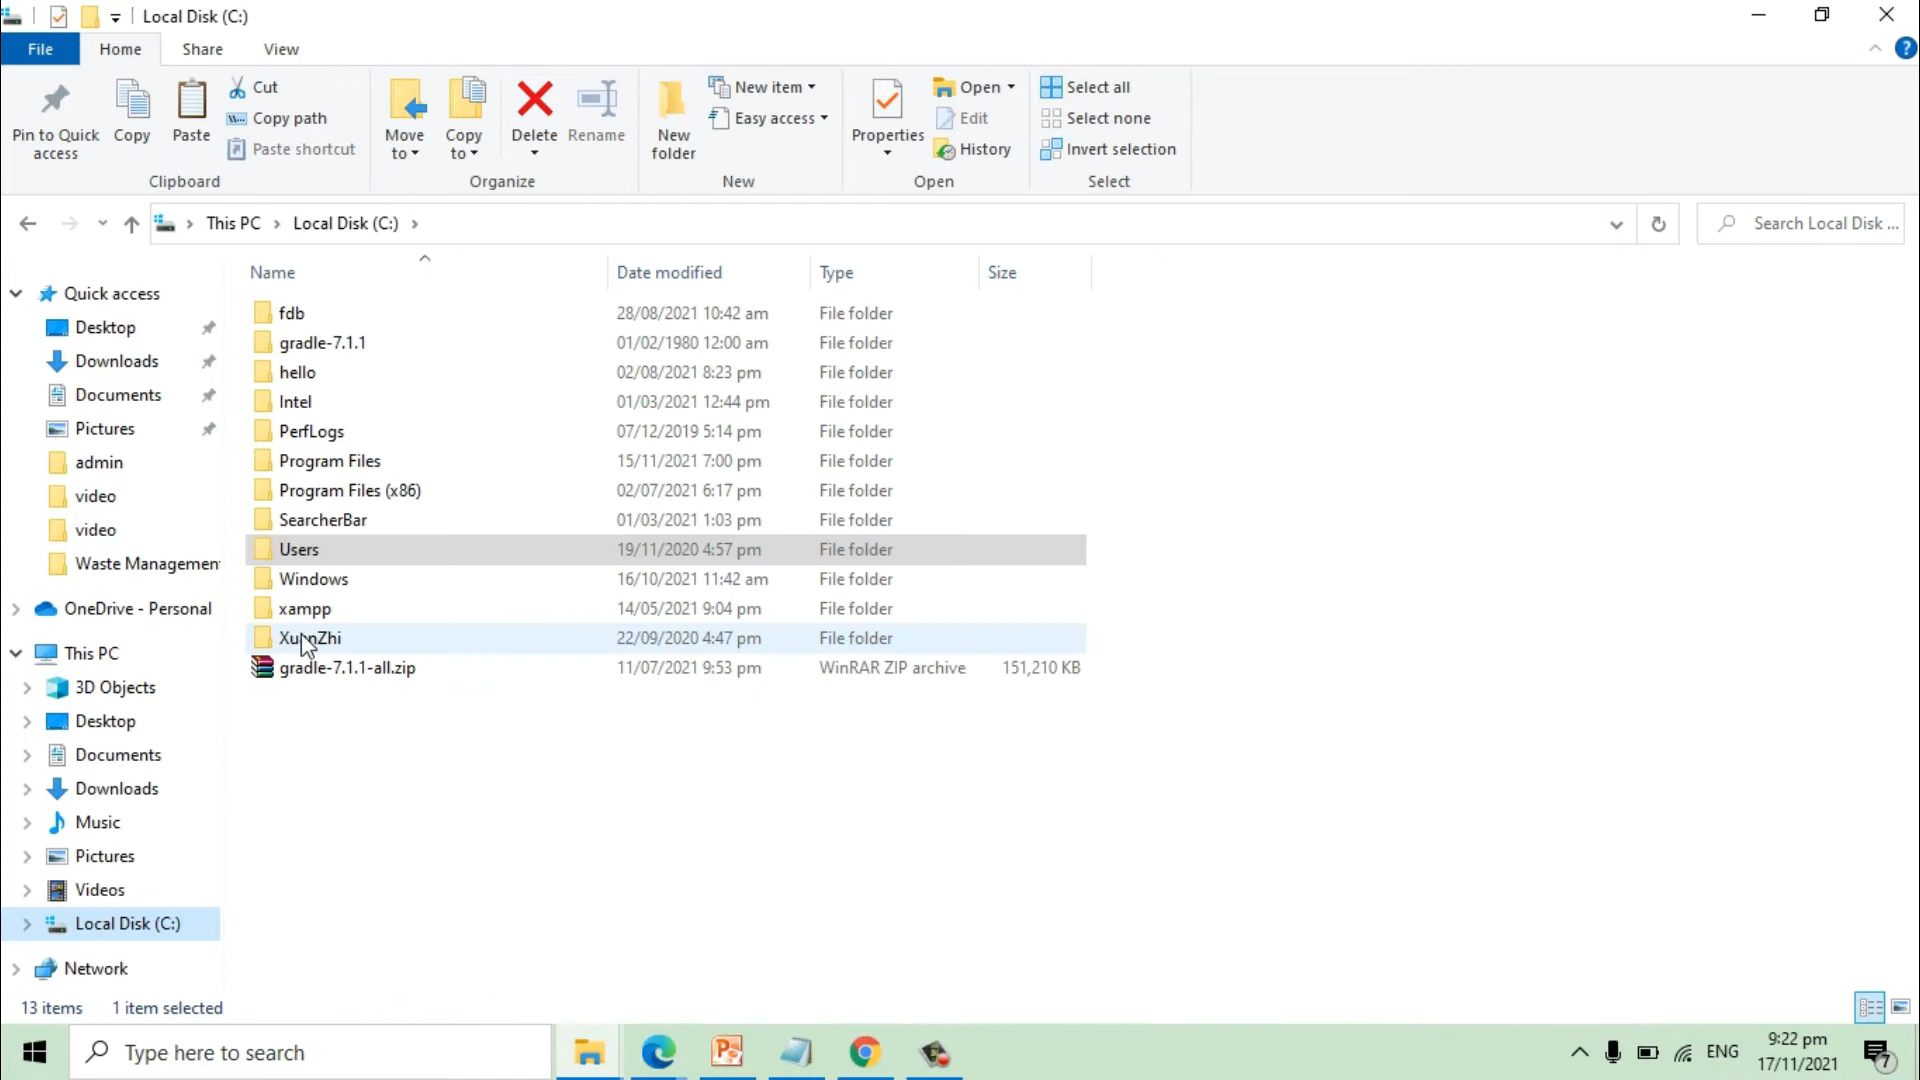 Local Disk (C:)
File Home Share View
Pin to Quick access
Copy
Paste
Cut
Copy path
Paste shortcut
Clipboard
Move to
Copy to
Delete
Rename
Organize
New folder
New item
Easy access
New
Properties
Open
Edit
History
Open
Select all
Select none
Invert selection
Select
This PC Local Disk (C:)
Search Local Disk ...
Name Date modified Type Size
Quick access
Desktop
Downloads
Documents
Pictures
admin
video
video
Waste Managemen
OneDrive - Personal
This PC
3D Objects
Desktop
Documents
Downloads
Music
Pictures
Videos
Local Disk (C:)
Network
fdb 28/08/2021 10:42 am File folder
gradle-7.1.1 01/02/1980 12:00 am File folder
hello 02/08/2021 8:23 pm File folder
Intel 01/03/2021 12:44 pm File folder
PerfLogs 07/12/2019 5:14 pm File folder
Program Files 15/11/2021 7:00 pm File folder
Program Files (x86) 02/07/2021 6:17 pm File folder
SearcherBar 01/03/2021 1:03 pm File folder
Users 19/11/2020 4:57 pm File folder
Windows 16/10/2021 11:42 am File folder
xampp 14/05/2021 9:04 pm File folder
XuanZhi 22/09/2020 4:47 pm File folder
gradle-7.1.1-all.zip 11/07/2021 9:53 pm WinRAR ZIP archive 151,210 KB
13 items 1 item selected
Type here to search
ENG
9:22 pm
17/11/2021
7